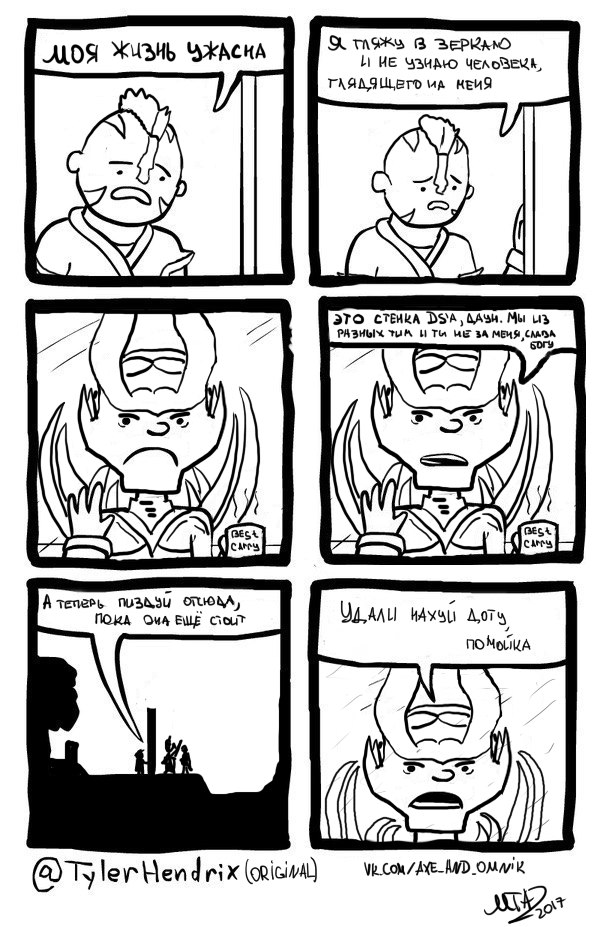 МОЯ ЖИЗНЬ УЖАСНА
Я ГЛЯЖУ В ЗЕРКАЛО
И НЕ УЗНАЮ ЧЕЛОВЕКА,
ГЛЯДЯЩЕГО НА МЕНЯ
BEST
CARRY
ЭТО СТЕНКА DS'А, ДАУН. МЫ ИЗ
РАЗНЫХ ТИМ И ТЫ НЕ ЗА МЕНЯ, СЛАВА
БОГУ
BEST
CARRY
А ТЕПЕРЬ ПИЗДУЙ ОТСЮДА,
ПОКА ОНА ЕЩЁ СТОИТ
УДАЛИ НАХУЙ ДОТУ,
ПОМОЙКА
@TylerHendrix (ORIGINAL)
VK.COM/AXE_AND_OMNIK
2017